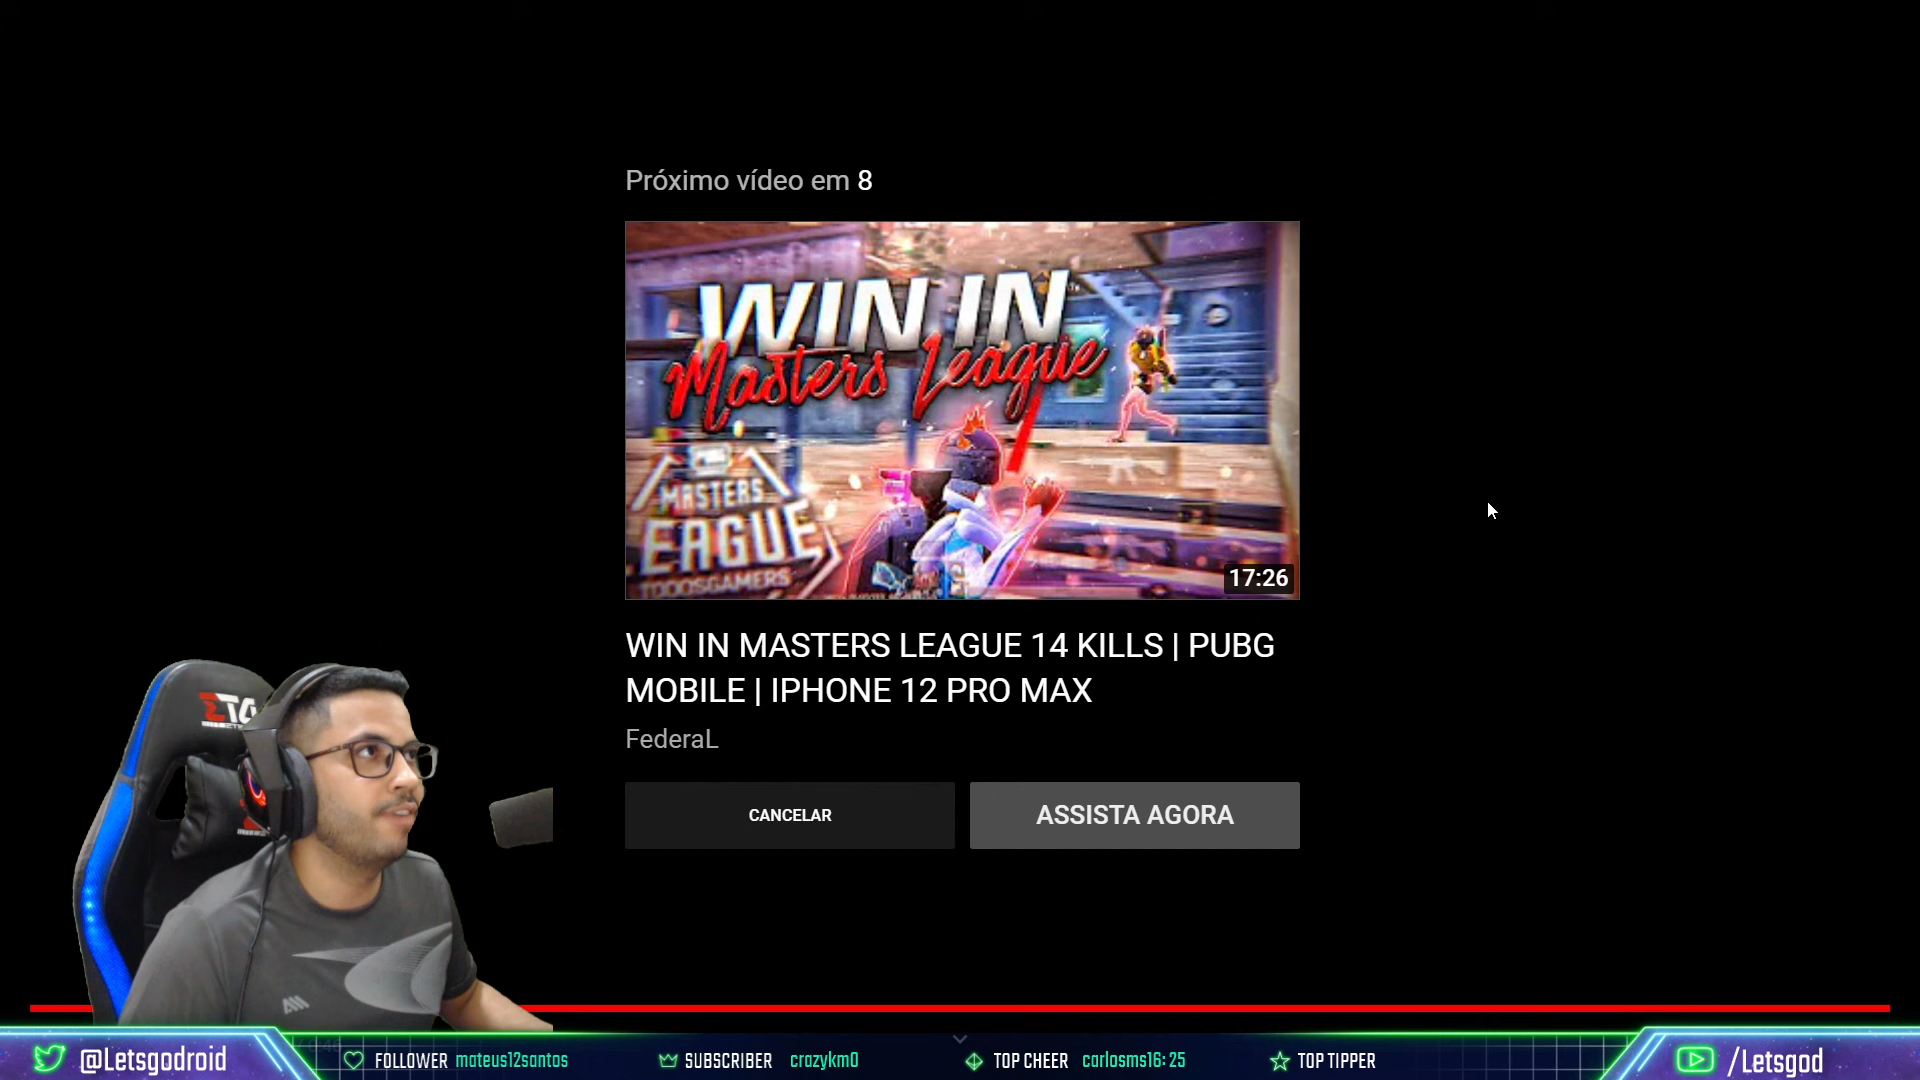 Próximo vídeo em 8
WIN IN
Masters League
MASTERS
EAGUE
TODOSGAMERS
17:26
WIN IN MASTERS LEAGUE 14 KILLS | PUBG
MOBILE | IPHONE 12 PRO MAX
FederaL
CANCELAR
ASSISTA AGORA
@Letsgodroid
FOLLOWER mateus12santos
SUBSCRIBER crazykm0
TOP CHEER carlosms16: 25
TOP TIPPER
/Letsgod